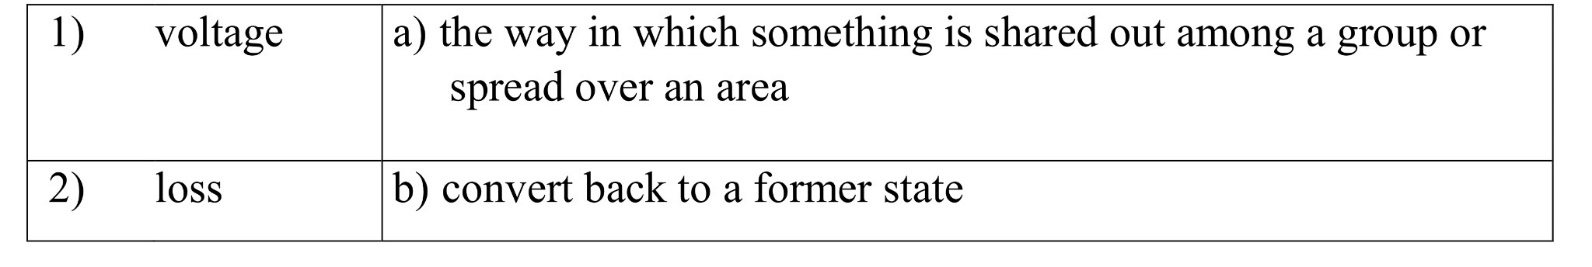 1) voltage a) the way in which something is shared out among a group or
spread over an area
2) loss b) convert back to a former state